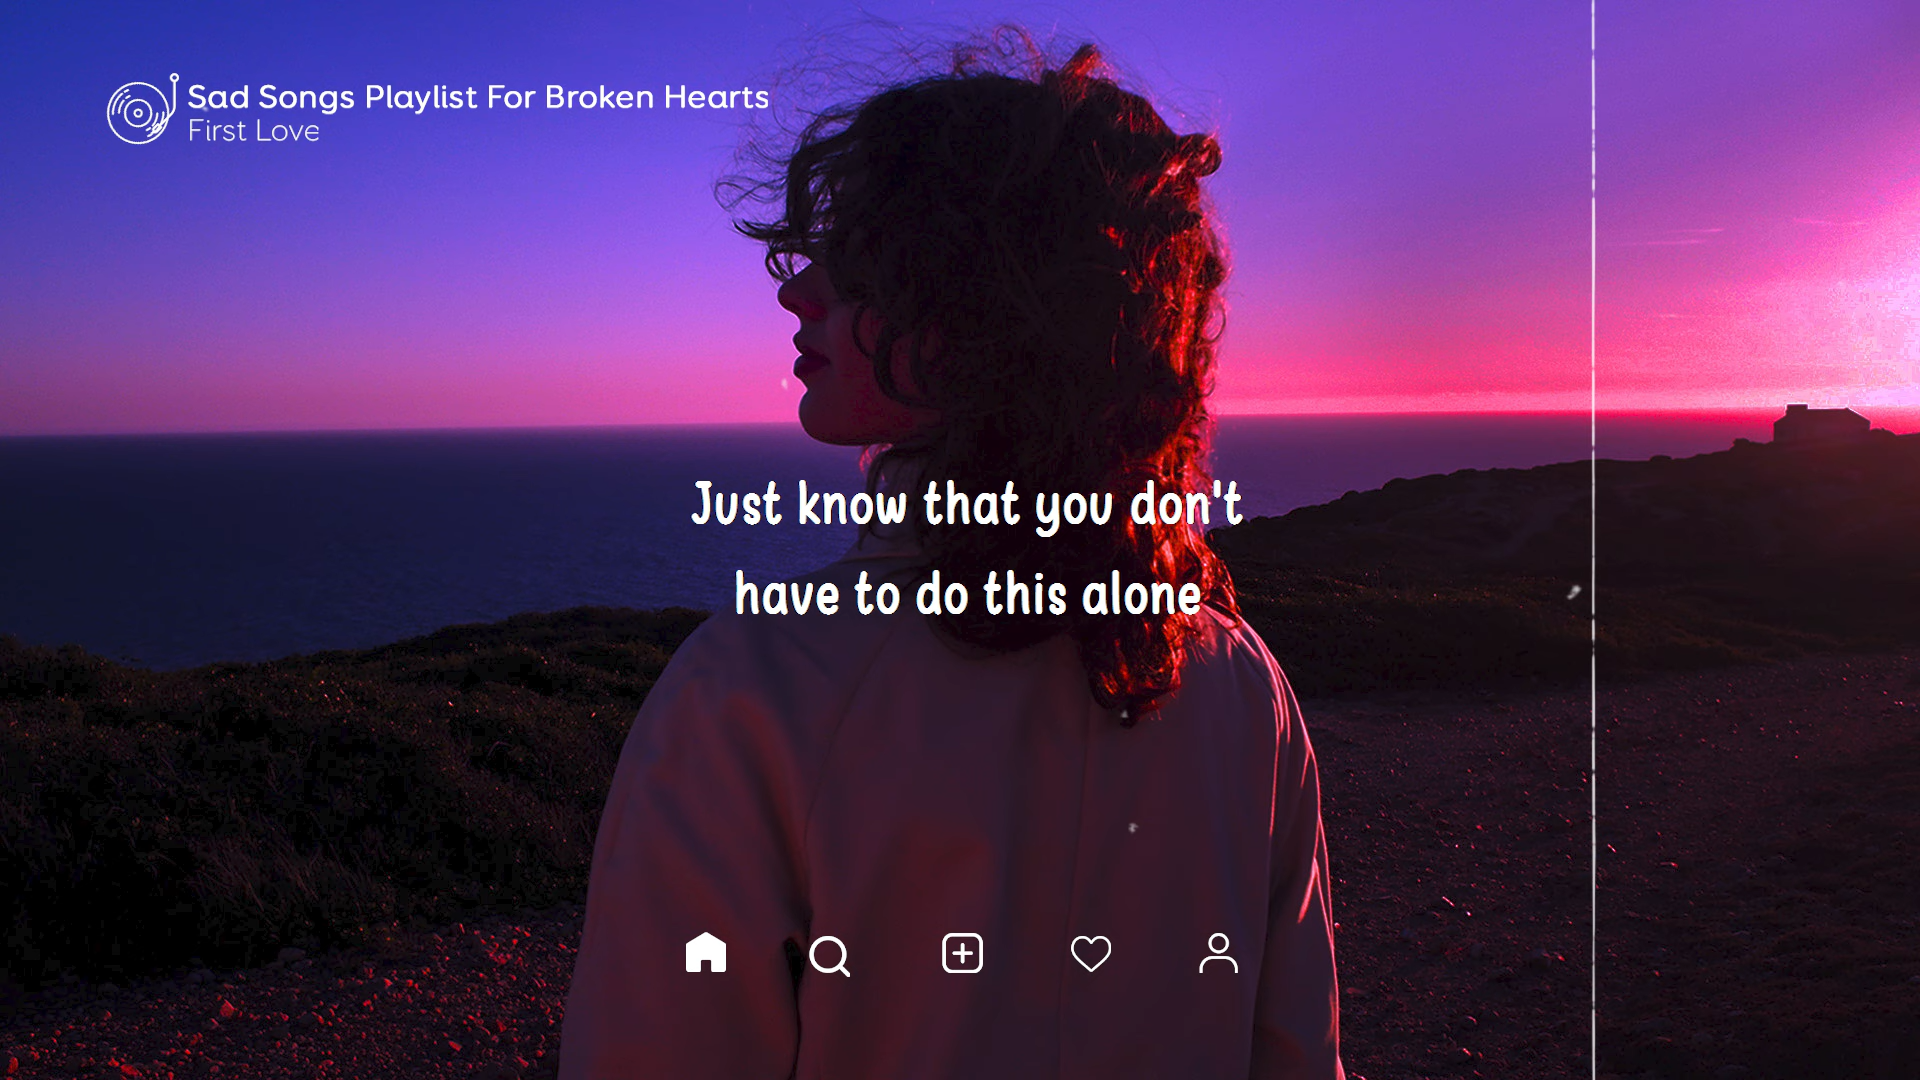 Sad Songs Playlist For Broken Hearts
First Love
Just know that you don't
have to do this alone